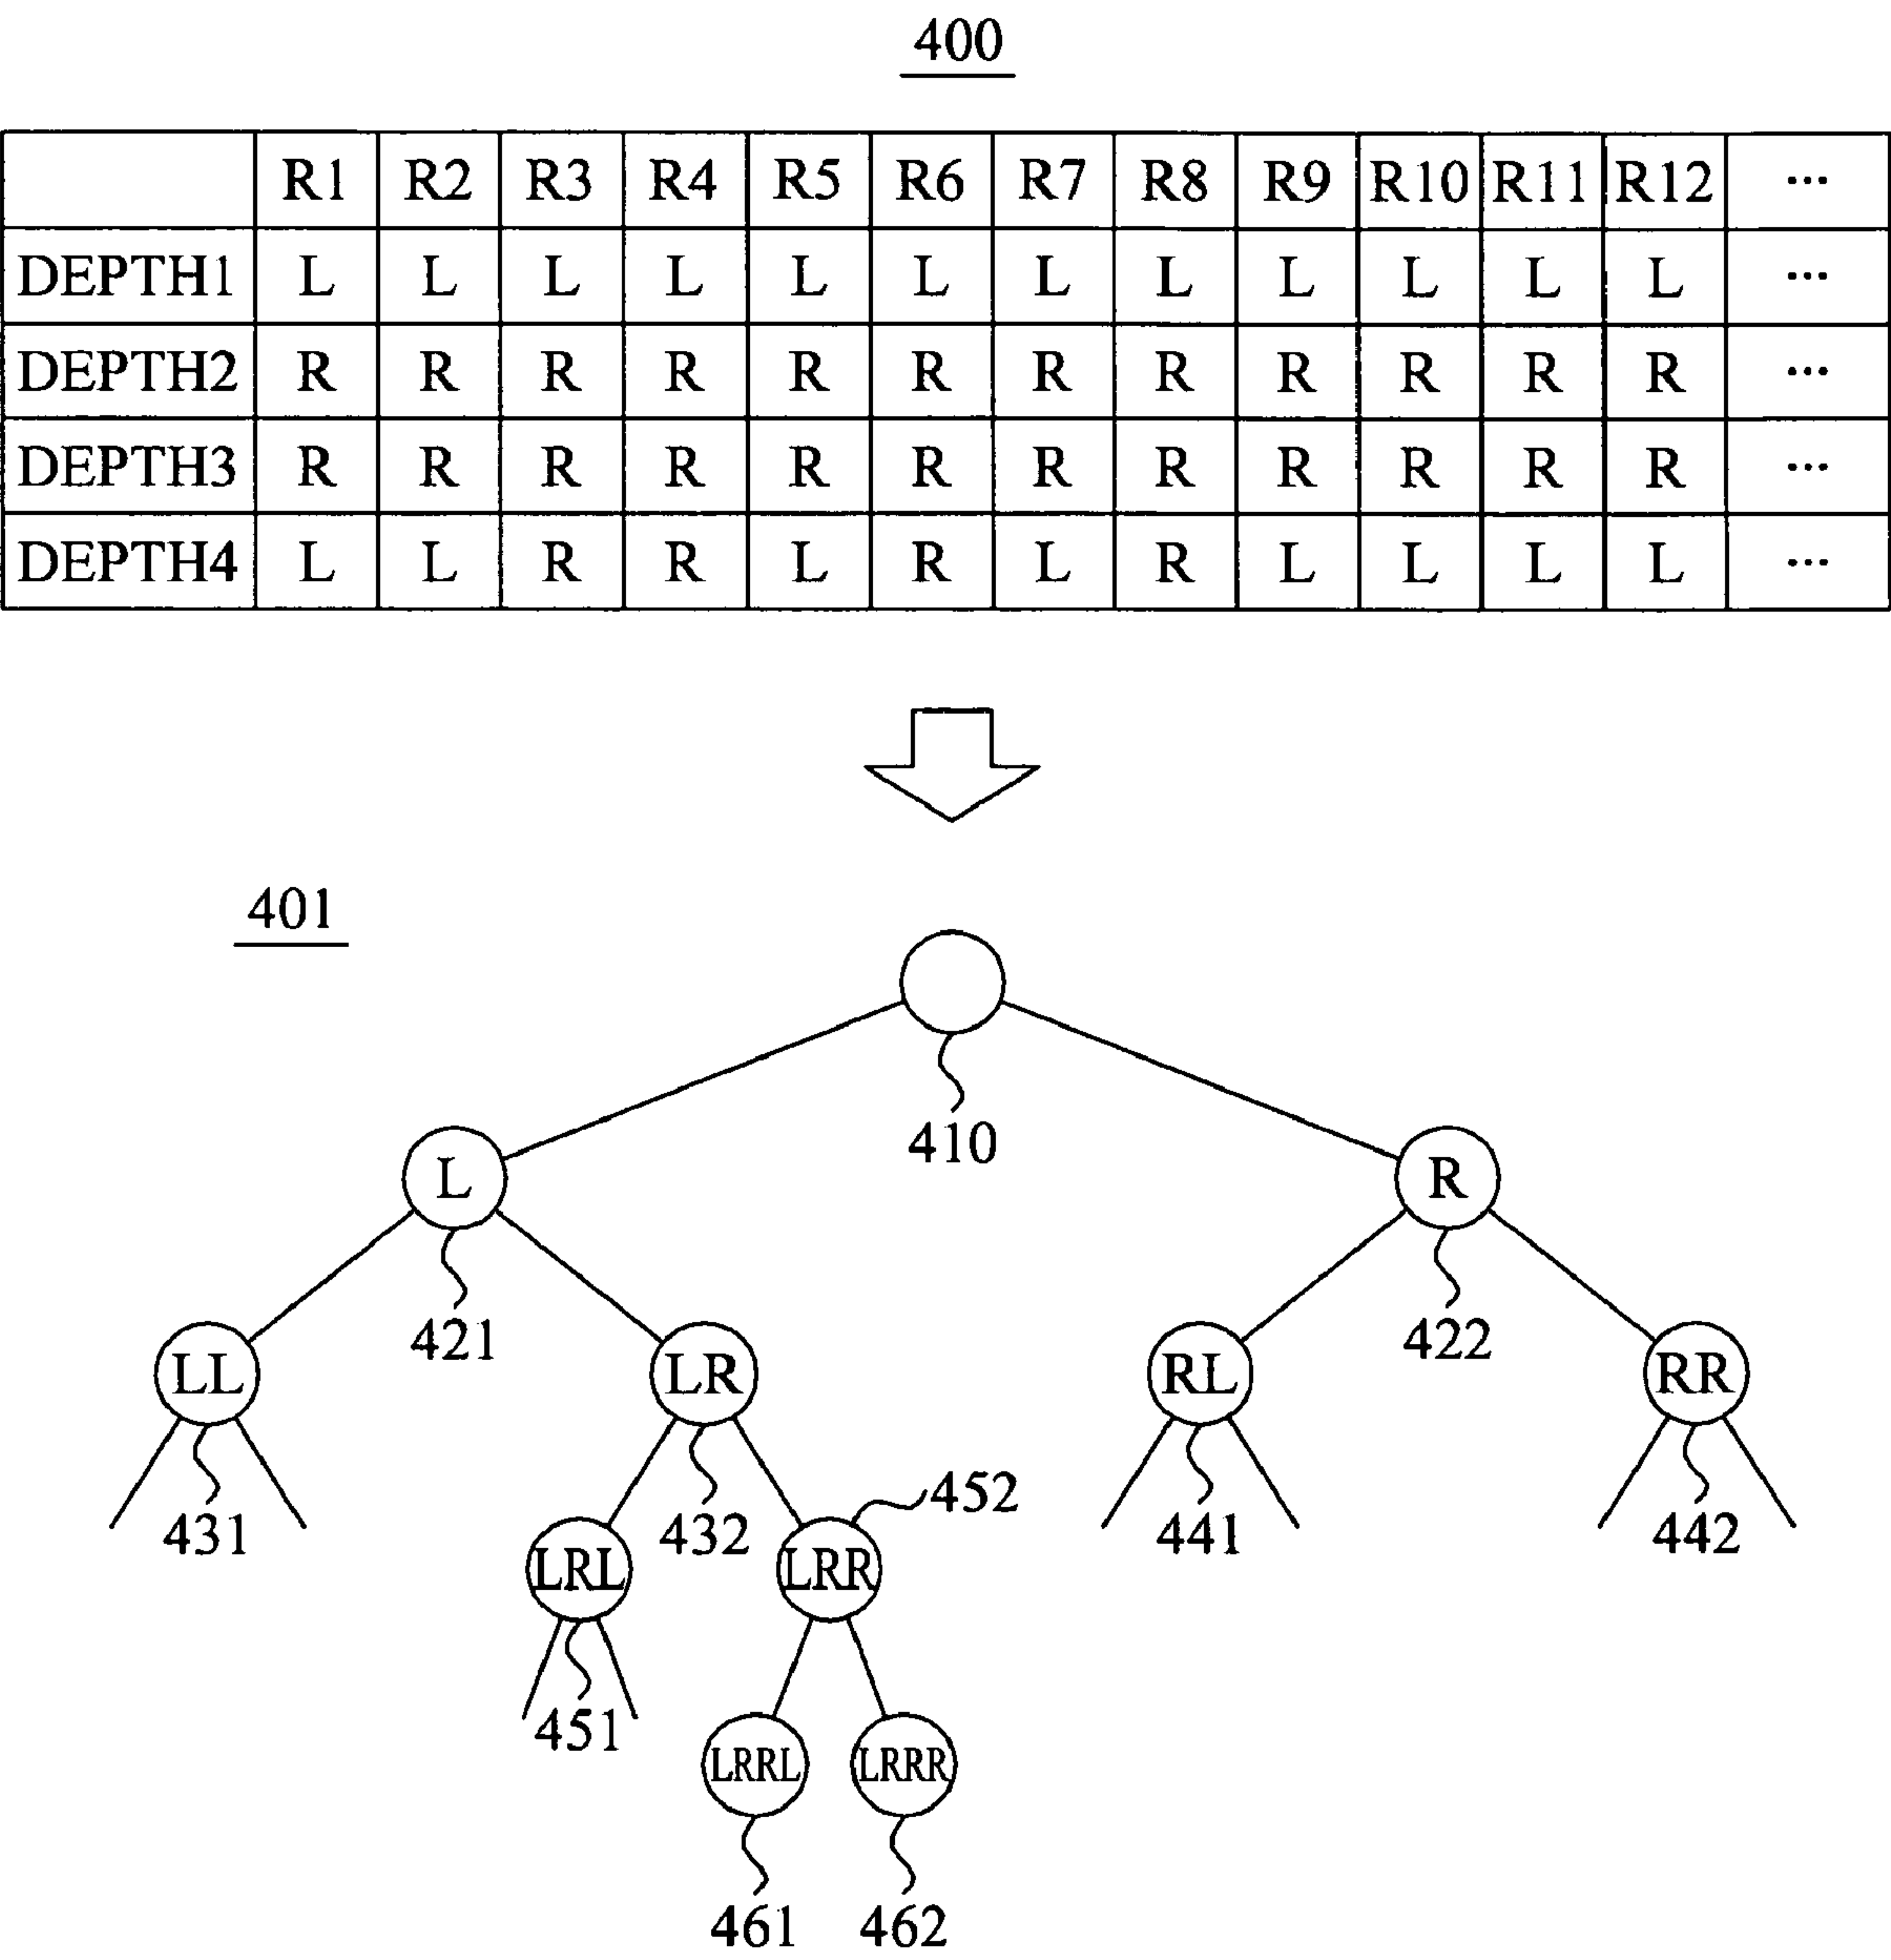 400
R1 R2 R3 R4 R5 R6 R7 R8 R9 R10 R11 R12 ...
DEPTH1 L L L L L L L L L L L L ...
DEPTH2 R R R R R R R R R R R R ...
DEPTH3 R R R R R R R R R R R R ...
DEPTH4 L L R R L R L R L L L L ...
401
410
L R
421 422
LL LR RL RR
452
431 432 441 442
LRL LRR
451
LRRL LRRR
461 462